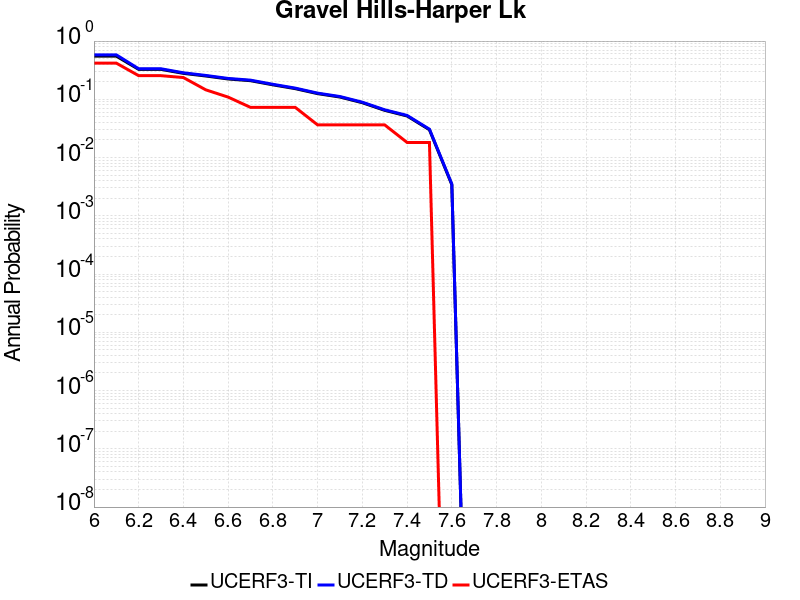 Gravel Hills-Harper Lk
Annual Probability
10^0
10^-1
10^-2
10^-3
10^-4
10^-5
10^-6
10^-7
10^-8
6 6.2 6.4 6.6 6.8 7 7.2 7.4 7.6 7.8 8 8.2 8.4 8.6 8.8 9
Magnitude
UCERF3-TI UCERF3-TD UCERF3-ETAS